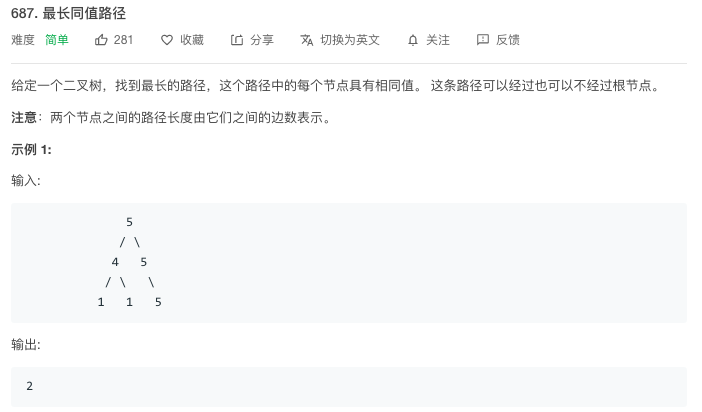 687. 最长同值路径
难度 简单 281 收藏 分享 切换为英文 关注 反馈
给定一个二叉树，找到最长的路径，这个路径中的每个节点具有相同值。 这条路径可以经过也可以不经过根节点。
注意：两个节点之间的路径长度由它们之间的边数表示。
示例 1:
输入:
5
/ \
4 5
/ \ \
1 1 5
输出:
2